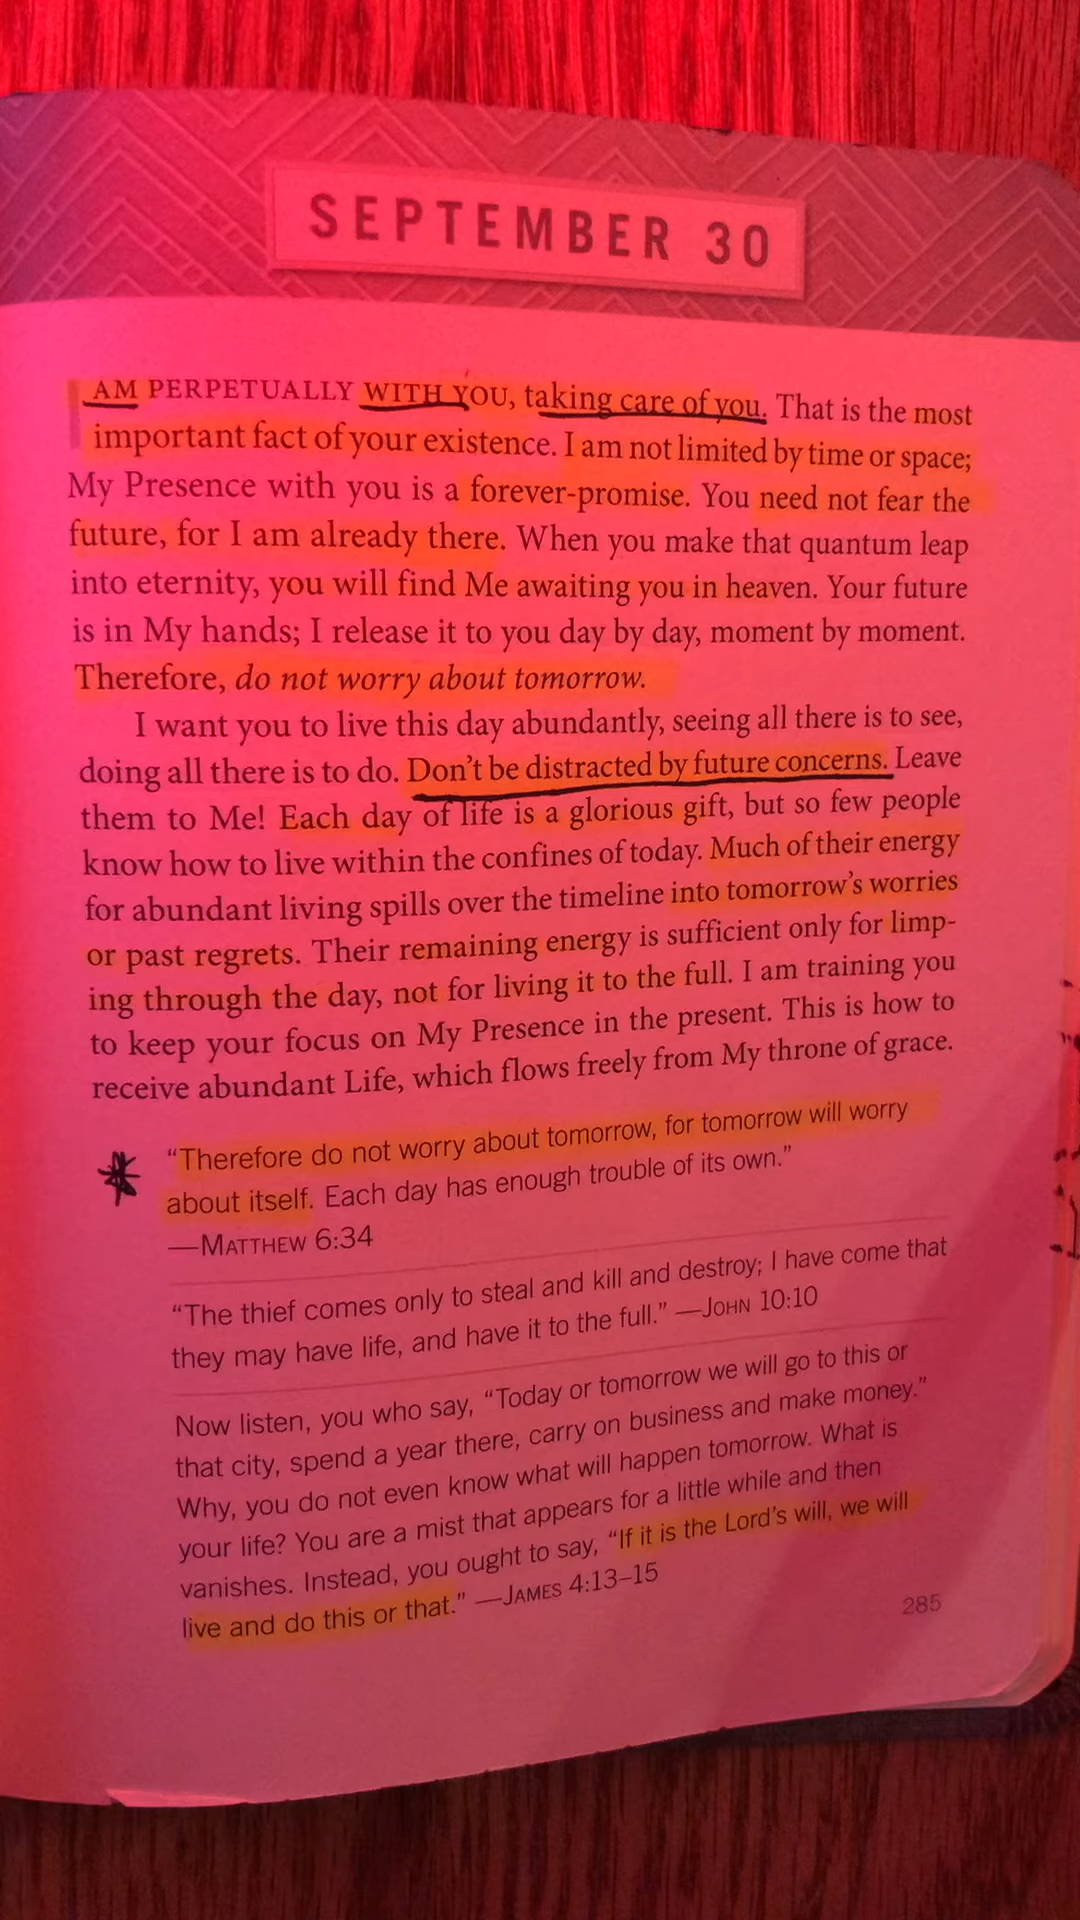 SEPTEMBER 30
I AM PERPETUALLY WITH YOU, taking care of you. That is the most
important fact of your existence. I am not limited by time or space;
My Presence with you is a forever-promise. You need not fear the
future, for I am already there. When you make that quantum leap
into eternity, you will find Me awaiting you in heaven. Your future
is in My hands; I release it to you day by day, moment by moment.
Therefore, do not worry about tomorrow.
I want you to live this day abundantly, seeing all there is to see,
doing all there is to do. Don't be distracted by future concerns. Leave
them to Me! Each day of life is a glorious gift, but so few people
know how to live within the confines of today. Much of their energy
for abundant living spills over the timeline into tomorrow's worries
or past regrets. Their remaining energy is sufficient only for limp-
ing through the day, not for living it to the full. I am training you
to keep your focus on My Presence in the present. This is how to
receive abundant Life, which flows freely from My throne of grace.
"Therefore do not worry about tomorrow, for tomorrow will worry
about itself. Each day has enough trouble of its own."
—MATTHEW 6:34
"The thief comes only to steal and kill and destroy; I have come that
they may have life, and have it to the full." —JOHN 10:10
Now listen, you who say, "Today or tomorrow we will go to this or
that city, spend a year there, carry on business and make money."
Why, you do not even know what will happen tomorrow. What is
your life? You are a mist that appears for a little while and then
vanishes. Instead, you ought to say, "If it is the Lord's will, we will
live and do this or that." —JAMES 4:13–15
285